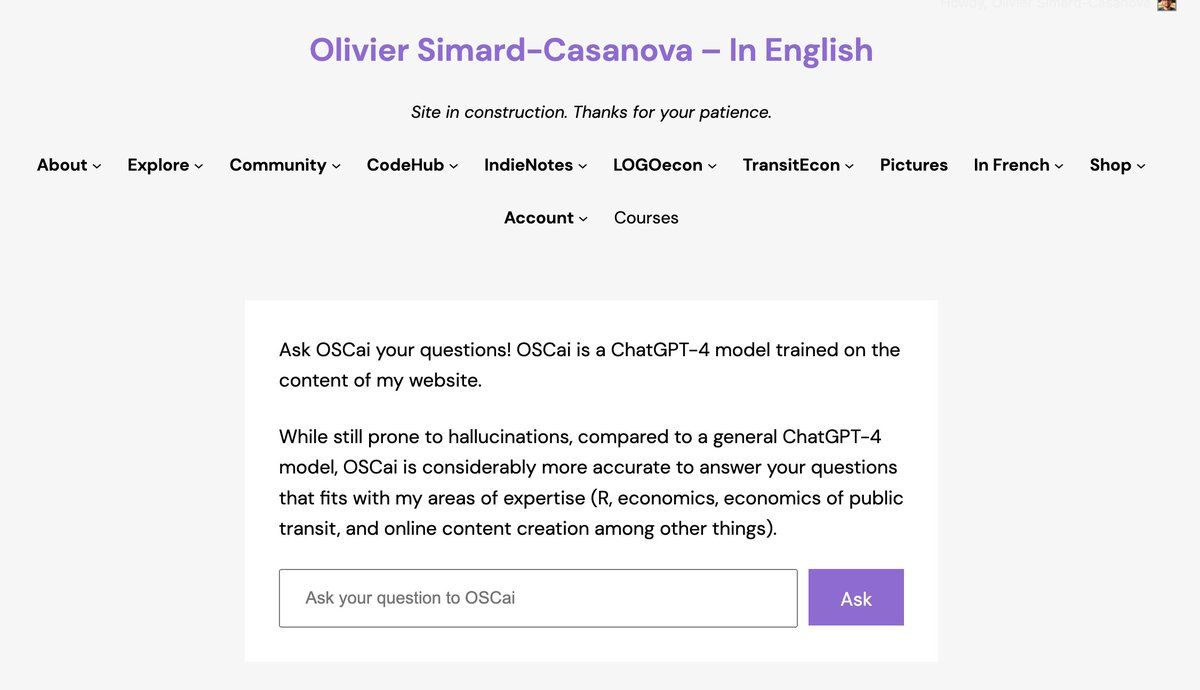 Howdy, Olivier Simard-Casanova
Olivier Simard-Casanova – In English
Site in construction. Thanks for your patience.
About Explore Community CodeHub IndieNotes LOGOecon TransitEcon Pictures In French Shop
Account Courses
Ask OSCai your questions! OSCai is a ChatGPT-4 model trained on the
content of my website.
While still prone to hallucinations, compared to a general ChatGPT-4
model, OSCai is considerably more accurate to answer your questions
that fits with my areas of expertise (R, economics, economics of public
transit, and online content creation among other things).
Ask your question to OSCai
Ask